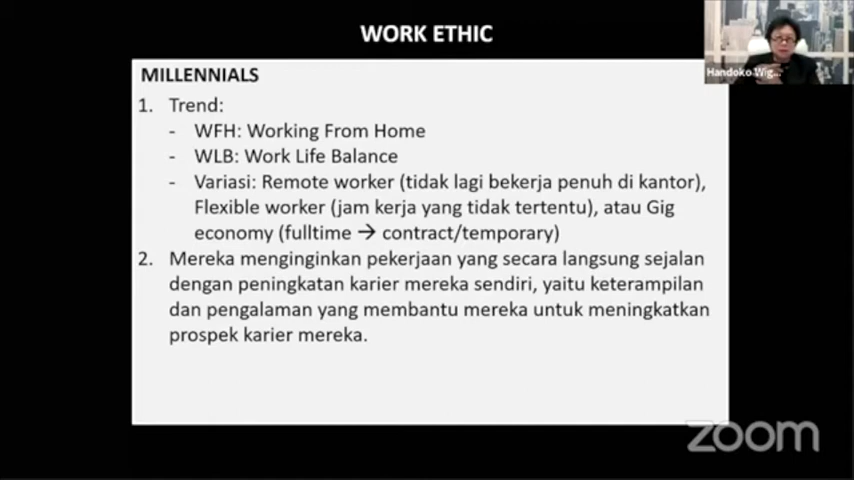 WORK ETHIC
Handoko Wig...
MILLENNIALS
1. Trend:
- WFH: Working From Home
- WLB: Work Life Balance
- Variasi: Remote worker (tidak lagi bekerja penuh di kantor),
Flexible worker (jam kerja yang tidak tertentu), atau Gig
economy (fulltime → contract/temporary)
2. Mereka menginginkan pekerjaan yang secara langsung sejalan
dengan peningkatan karier mereka sendiri, yaitu keterampilan
dan pengalaman yang membantu mereka untuk meningkatkan
prospek karier mereka.
zoom